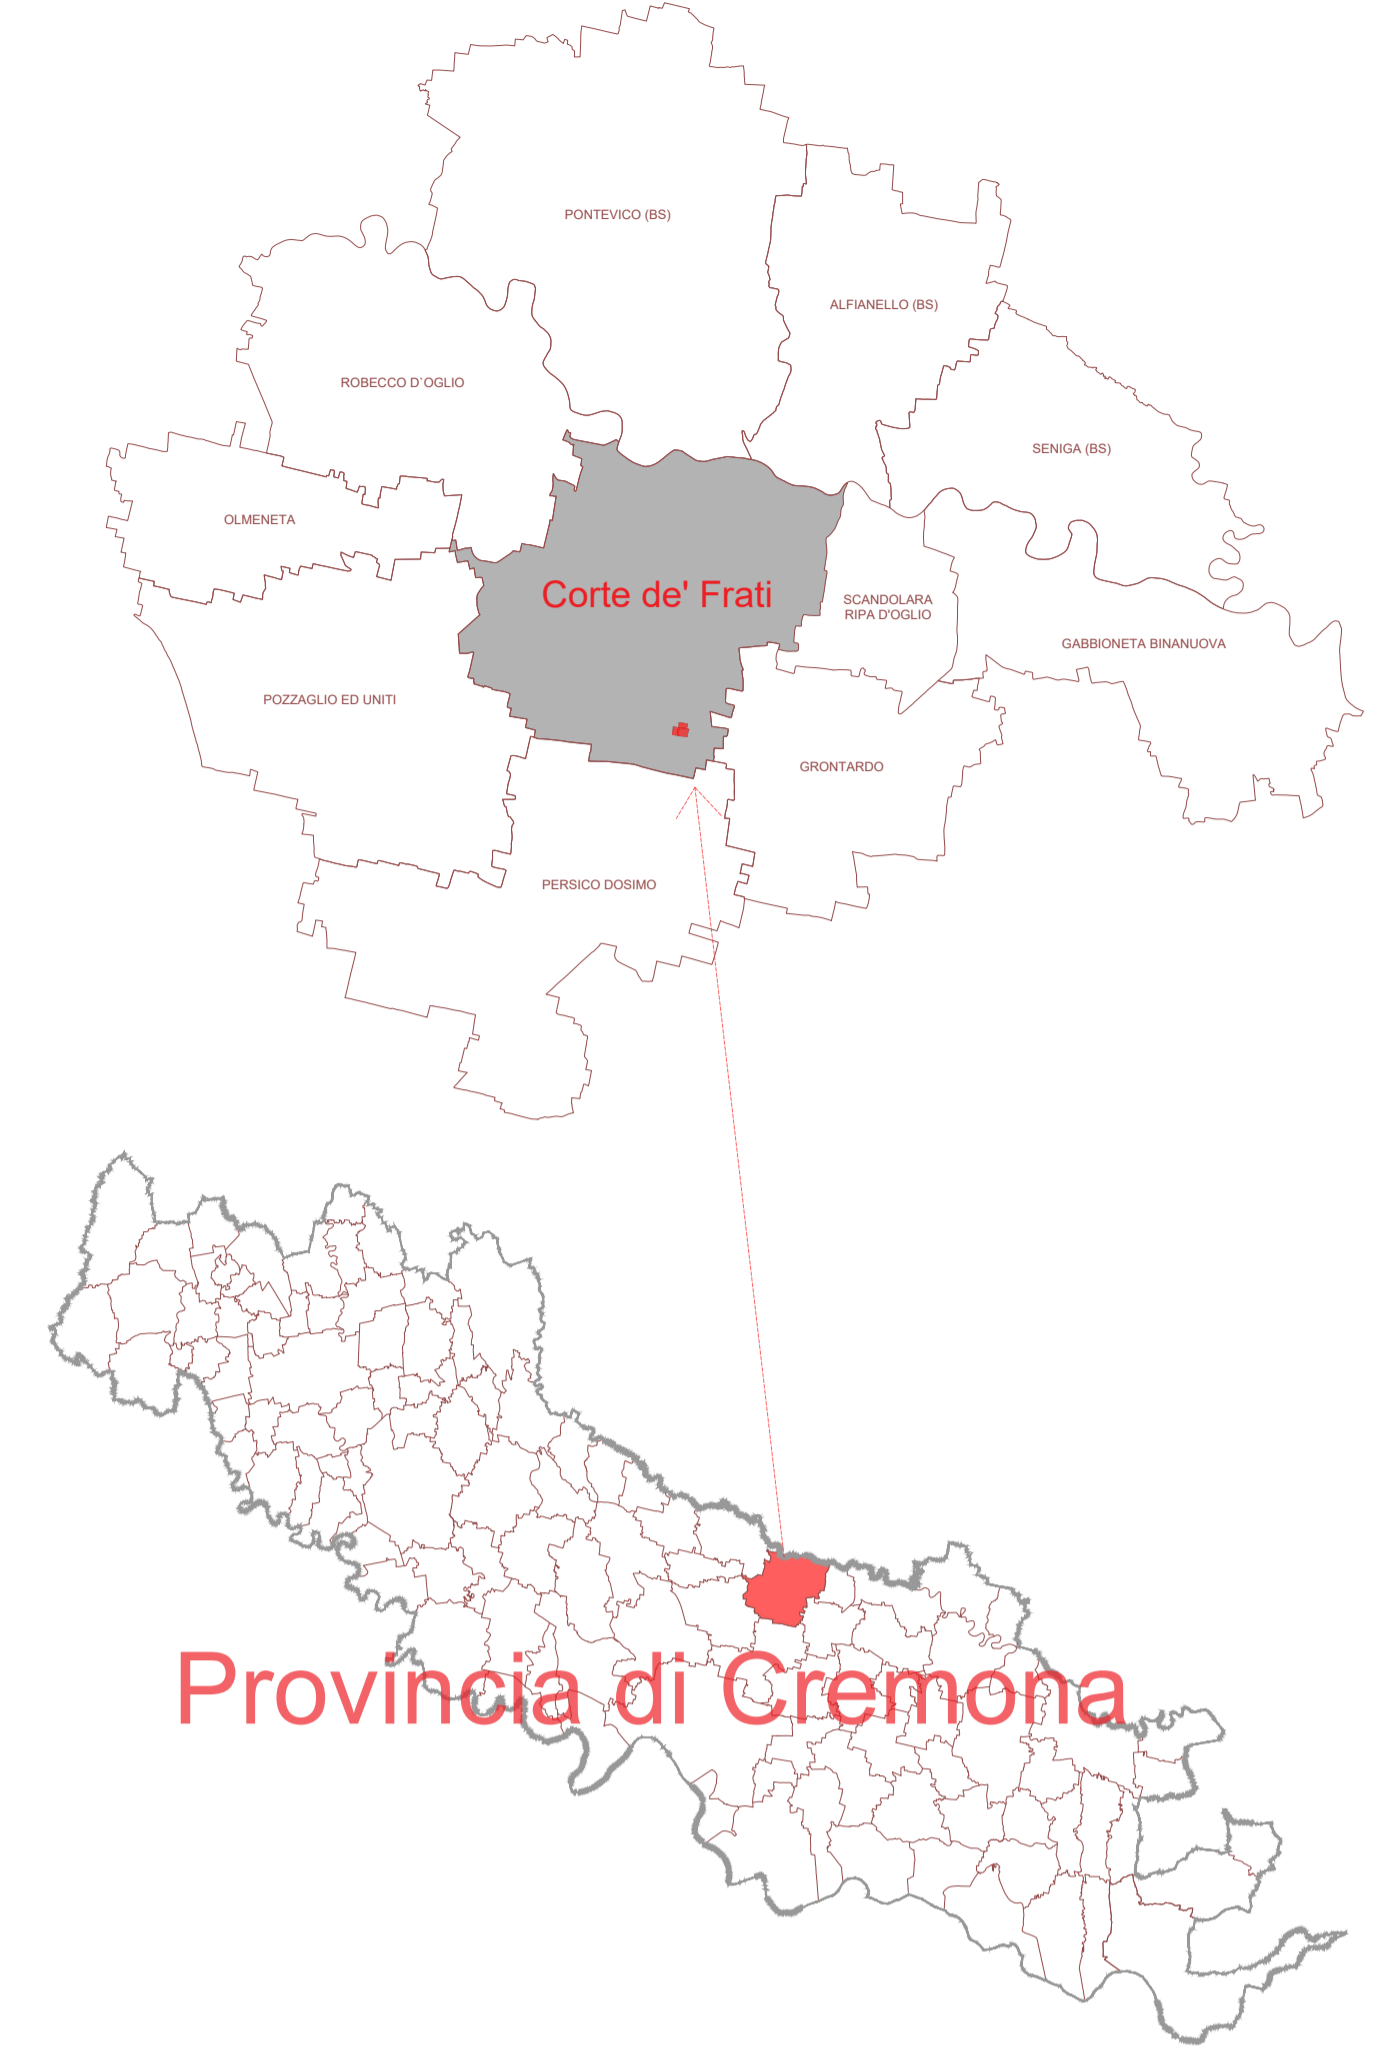 PONTEVICO (BS)
ALFIANELLO (BS)
ROBECCO D`OGLIO
SENIGA (BS)
OLMENETA
Corte de' Frati
SCANDOLARA
RIPA D'OGLIO
GABBIONETA BINANUOVA
POZZAGLIO ED UNITI
GRONTARDO
PERSICO DOSIMO
Provincia di Cremona